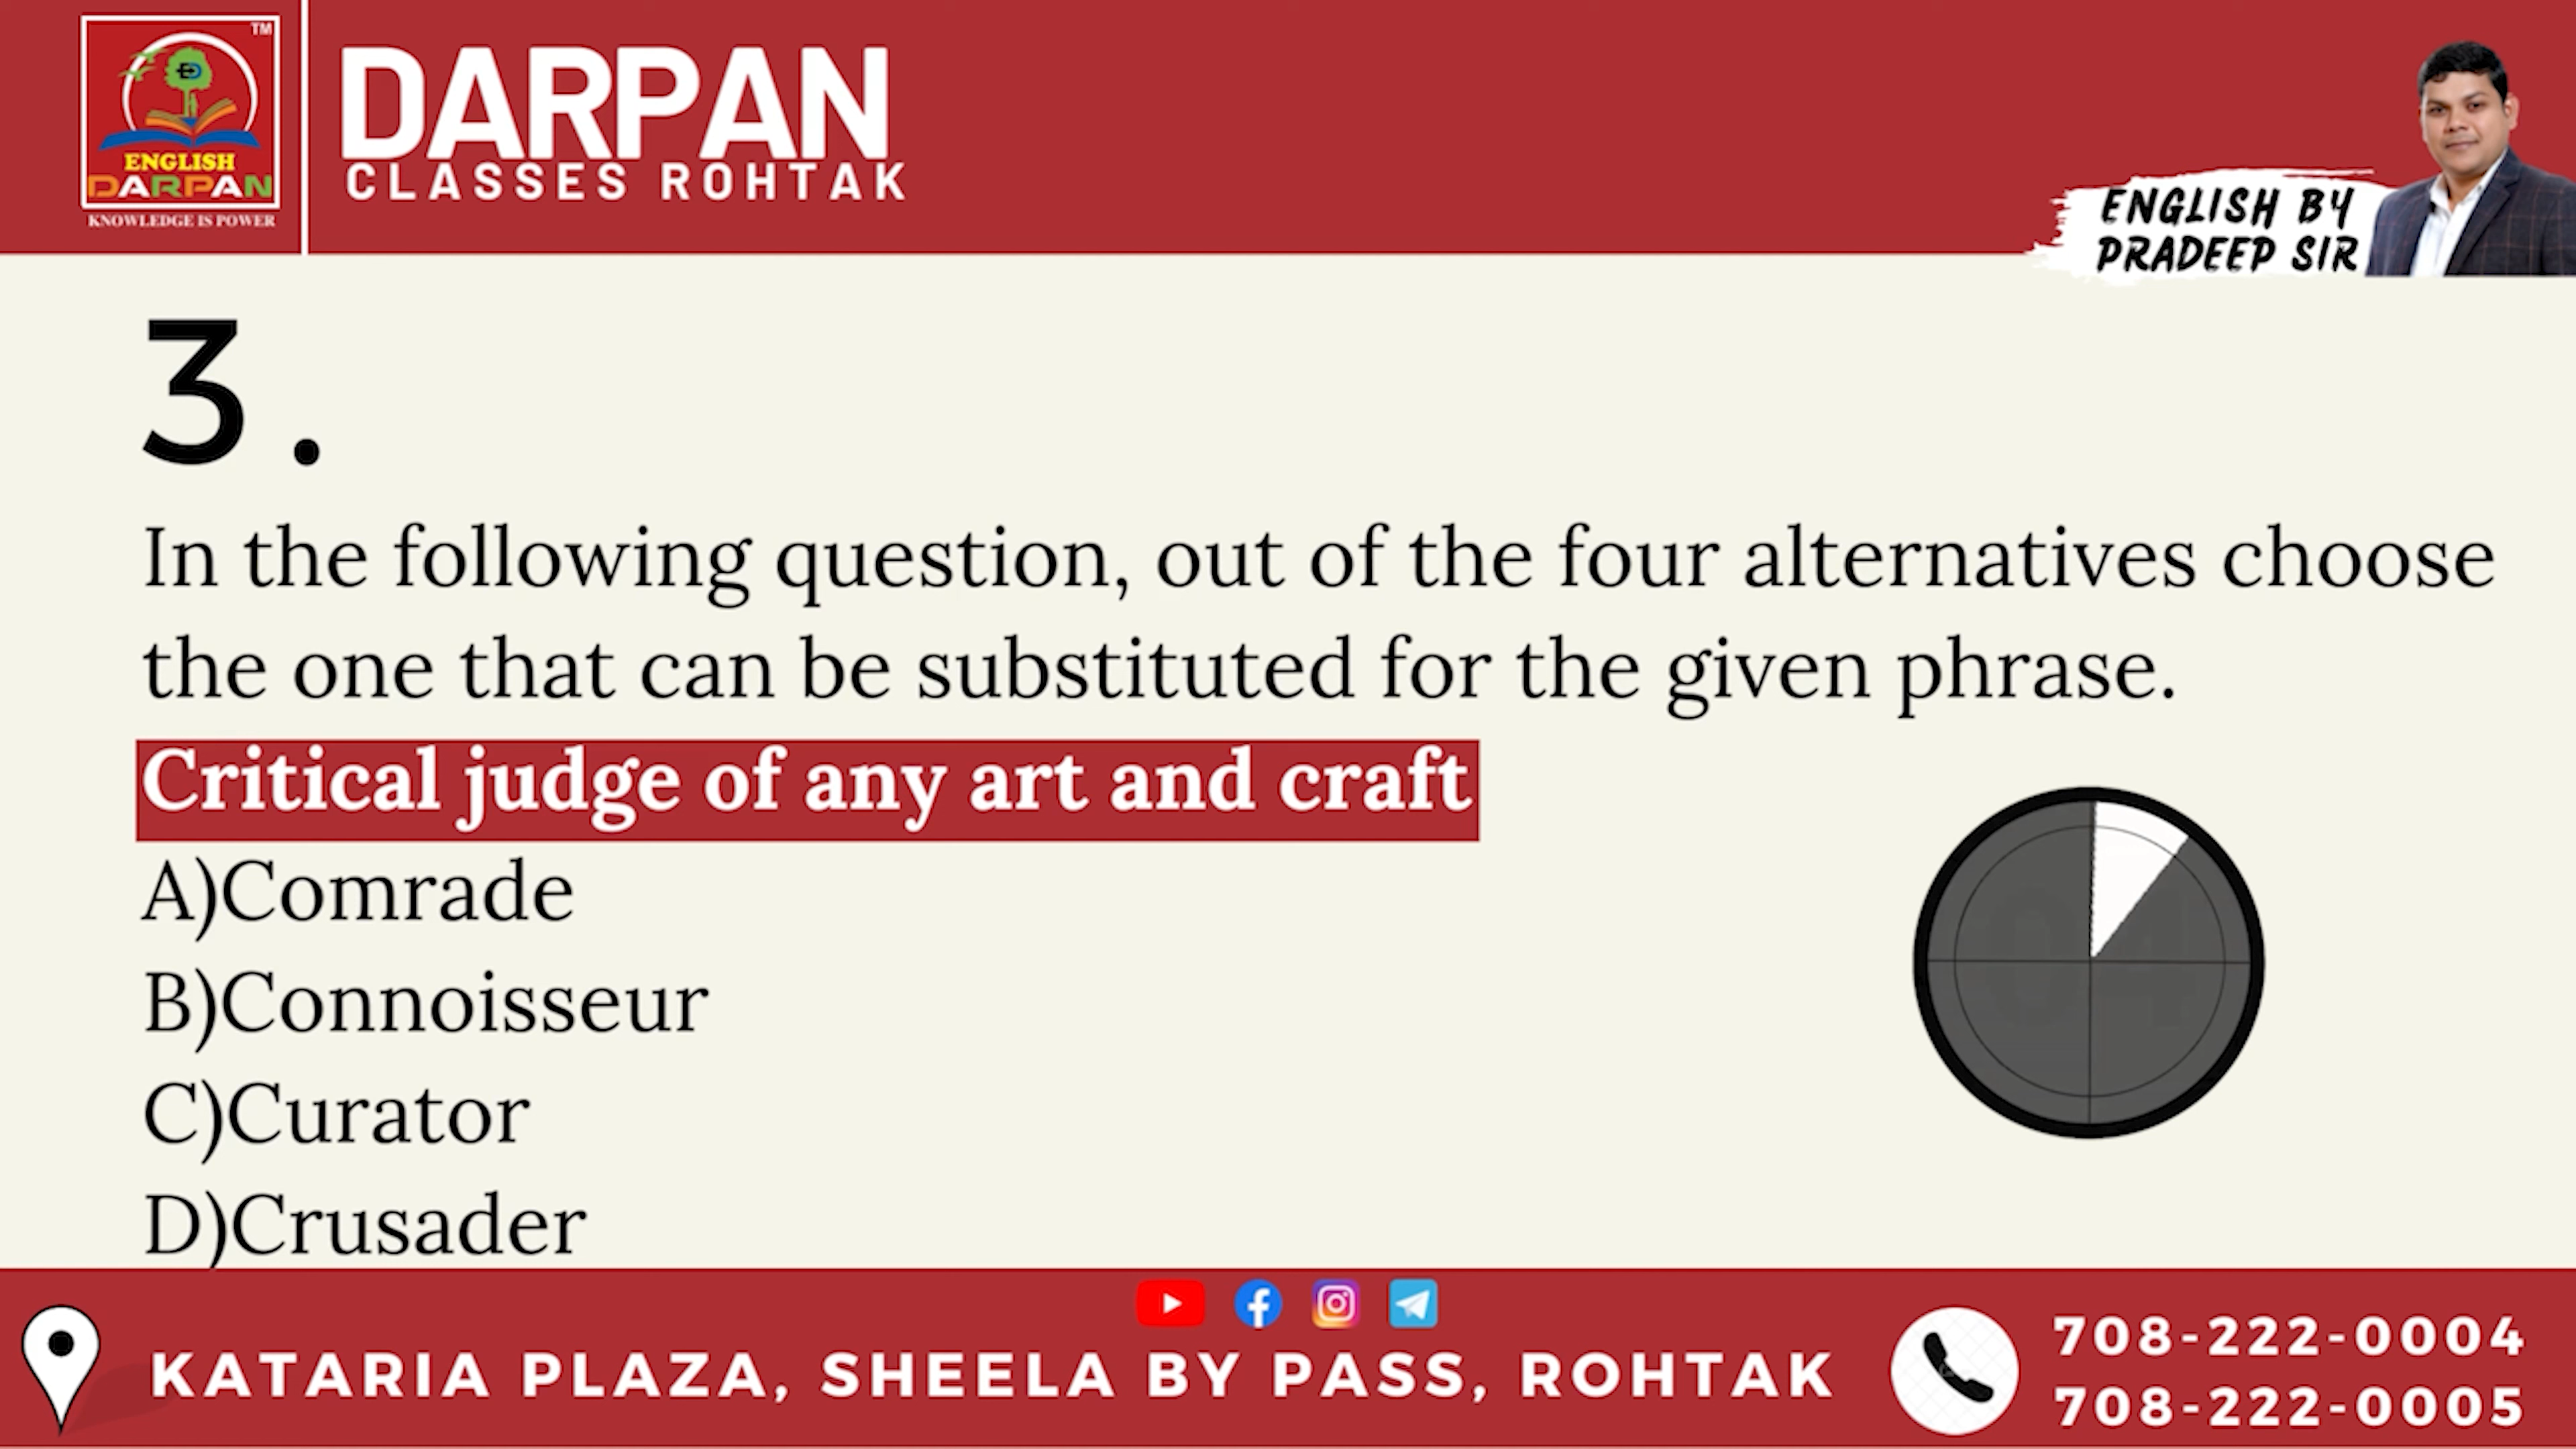 TM
ENGLISH
DARPAN
KNOWLEDGE IS POWER
DARPAN
CLASSES ROHTAK
ENGLISH BY
PRADEEP SIR
3.
In the following question, out of the four alternatives choose
the one that can be substituted for the given phrase.
Critical judge of any art and craft
A)Comrade
B)Connoisseur
C)Curator
D)Crusader
KATARIA PLAZA, SHEELA BY PASS, ROHTAK
708-222-0004
708-222-0005